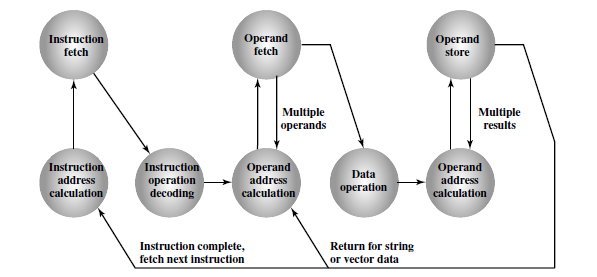 Instruction
fetch
Operand
fetch
Operand
store
Multiple
operands
Multiple
results
Instruction
address
calculation
Instruction
operation
decoding
Operand
address
calculation
Data
operation
Operand
address
calculation
Instruction complete,
fetch next instruction
Return for string
or vector data